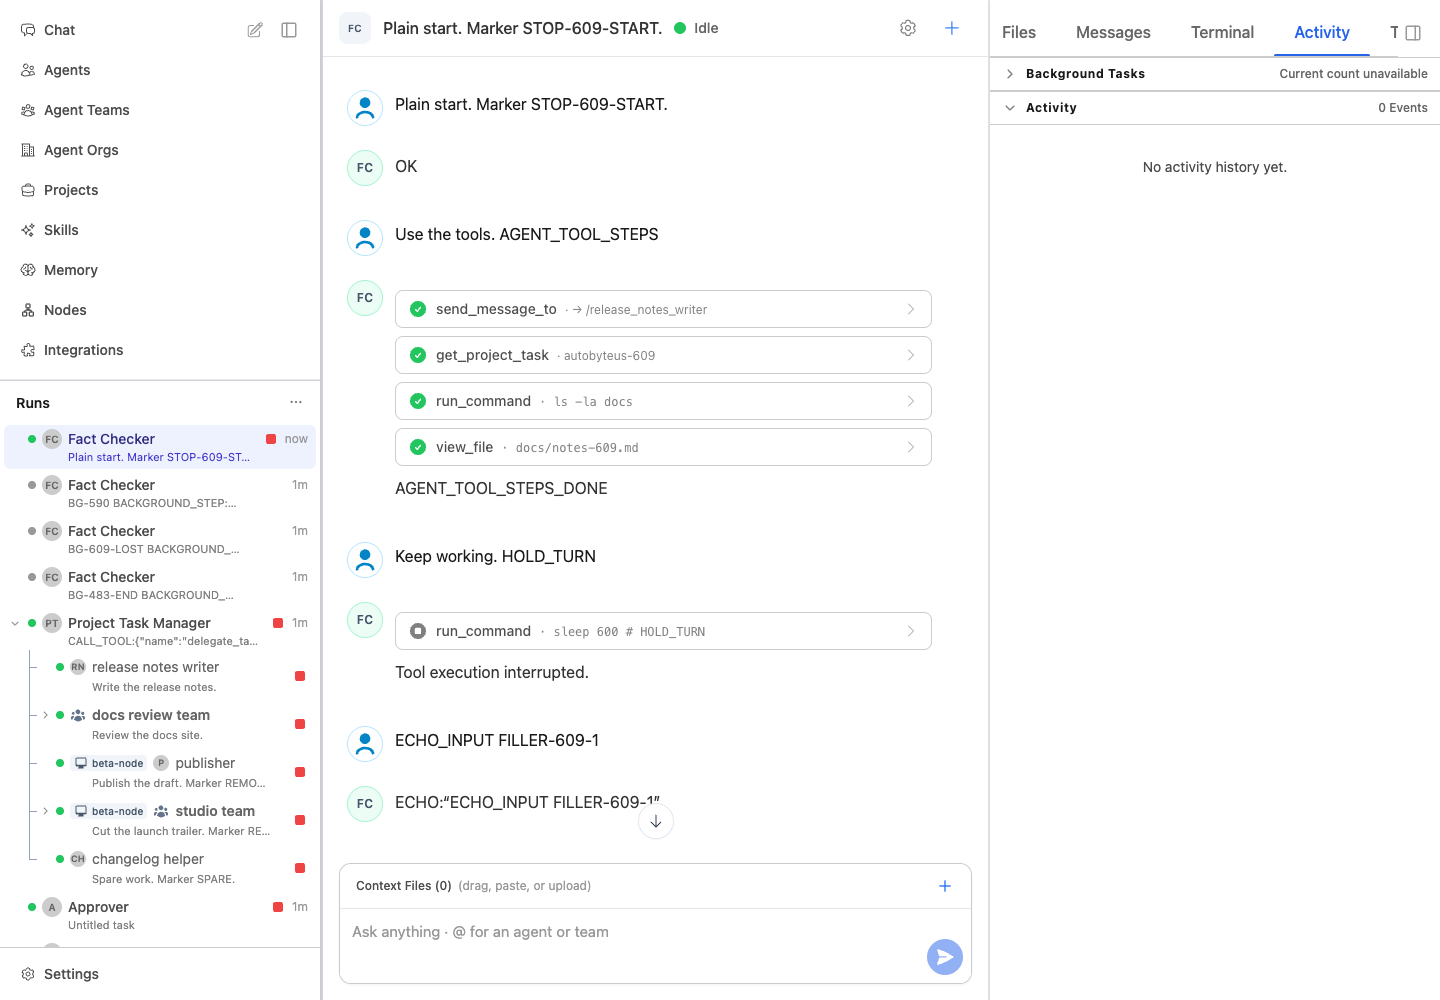 Chat
Agents
Agent Teams
Agent Orgs
Projects
Skills
Memory
Nodes
Integrations
Runs
FC Fact Checker now
Plain start. Marker STOP-609-ST...
FC Fact Checker 1m
BG-590 BACKGROUND_STEP:...
FC Fact Checker 1m
BG-609-LOST BACKGROUND_...
FC Fact Checker 1m
BG-483-END BACKGROUND_...
PT Project Task Manager 1m
CALL_TOOL:{"name":"delegate_ta...
RN release notes writer
Write the release notes.
docs review team
Review the docs site.
beta-node P publisher
Publish the draft. Marker REMO...
beta-node studio team
Cut the launch trailer. Marker RE...
CH changelog helper
Spare work. Marker SPARE.
A Approver 1m
Untitled task
Settings
FC Plain start. Marker STOP-609-START. Idle
Plain start. Marker STOP-609-START.
FC OK
Use the tools. AGENT_TOOL_STEPS
FC send_message_to · → /release_notes_writer
get_project_task · autobyteus-609
run_command · ls -la docs
view_file · docs/notes-609.md
AGENT_TOOL_STEPS_DONE
Keep working. HOLD_TURN
FC run_command · sleep 600 # HOLD_TURN
Tool execution interrupted.
ECHO_INPUT FILLER-609-1
FC ECHO:“ECHO_INPUT FILLER-609-1”
Context Files (0) (drag, paste, or upload)
Ask anything · @ for an agent or team
Files Messages Terminal Activity T
Background Tasks Current count unavailable
Activity 0 Events
No activity history yet.